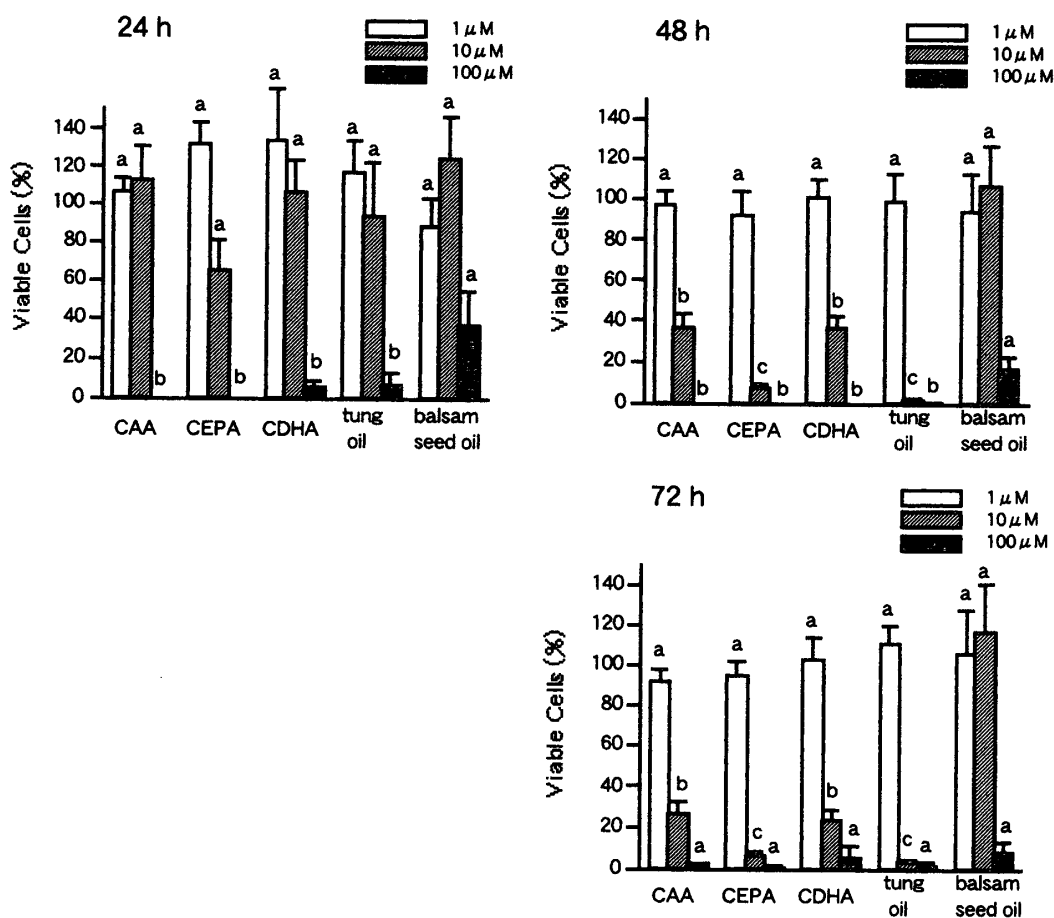 24 h
1 μM
10 μM
100 μM
Viable Cells (%)
140
120
100
80
60
40
20
0
a a b
a a b
a a b
a a b
a a a
CAA CEPA CDHA tung balsam
oil seed oil
48 h
1 μM
10 μM
100 μM
Viable Cells (%)
140
120
100
80
60
40
20
0
a b b
a c b
a b b
a c b
a a a
CAA CEPA CDHA tung balsam
oil seed oil
72 h
1 μM
10 μM
100 μM
Viable Cells (%)
140
120
100
80
60
40
20
0
a b a
a c a
a b a
a c a
a a a
CAA CEPA CDHA tung balsam
oil seed oil